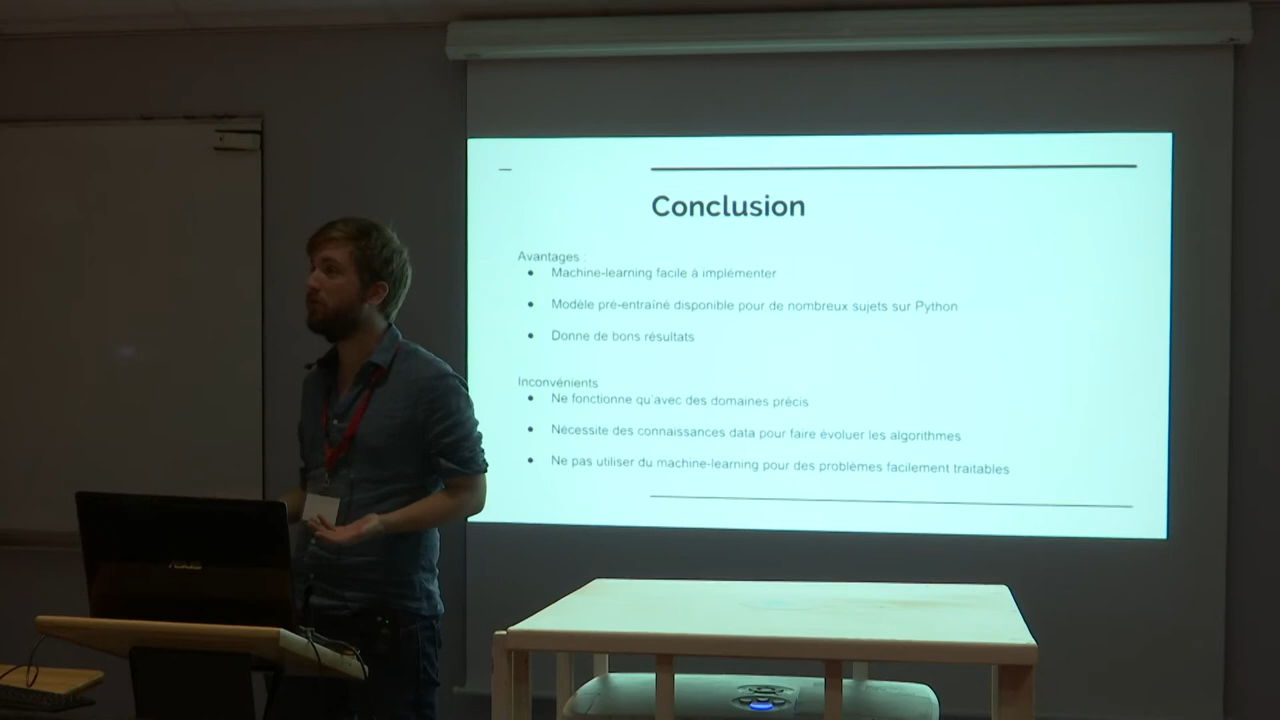 Conclusion
Avantages :
Machine-learning facile à implémenter
Modèle pré-entraîné disponible pour de nombreux sujets sur Python
Donne de bons résultats
Inconvénients
Ne fonctionne qu'avec des domaines précis
Nécessite des connaissances data pour faire évoluer les algorithmes
Ne pas utiliser du machine-learning pour des problèmes facilement traitables
ASUS